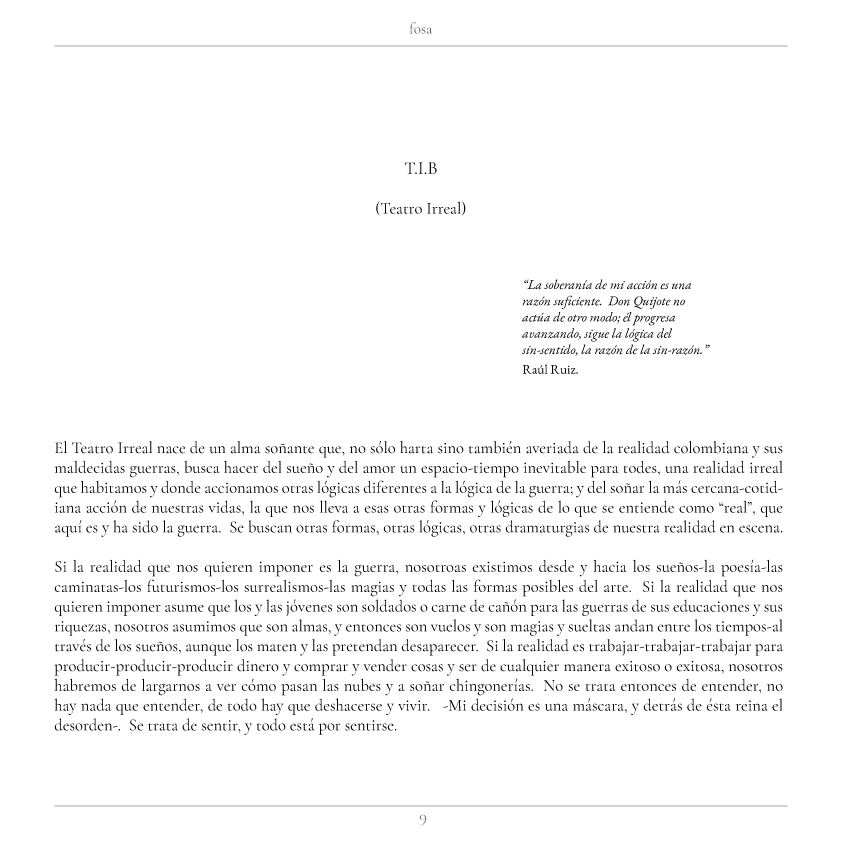 fosa
T.I.B
(Teatro Irreal)
“La soberanía de mi acción es una
razón suficiente.  Don Quijote no
actúa de otro modo; él progresa
avanzando, sigue la lógica del
sin-sentido, la razón de la sin-razón.”
Raúl Ruiz.
El Teatro Irreal nace de un alma soñante que, no sólo harta sino también averiada de la realidad colombiana y sus
maldecidas guerras, busca hacer del sueño y del amor un espacio-tiempo inevitable para todes, una realidad irreal
que habitamos y donde accionamos otras lógicas diferentes a la lógica de la guerra; y del soñar la más cercana-cotid-
iana acción de nuestras vidas, la que nos lleva a esas otras formas y lógicas de lo que se entiende como “real”, que
aquí es y ha sido la guerra.  Se buscan otras formas, otras lógicas, otras dramaturgias de nuestra realidad en escena.
Si la realidad que nos quieren imponer es la guerra, nosotroas existimos desde y hacia los sueños-la poesía-las
caminatas-los futurismos-los surrealismos-las magias y todas las formas posibles del arte.  Si la realidad que nos
quieren imponer asume que los y las jóvenes son soldados o carne de cañón para las guerras de sus educaciones y sus
riquezas, nosotros asumimos que son almas, y entonces son vuelos y son magias y sueltas andan entre los tiempos-al
través de los sueños, aunque los maten y las pretendan desaparecer.  Si la realidad es trabajar-trabajar-trabajar para
producir-producir-producir dinero y comprar y vender cosas y ser de cualquier manera exitoso o exitosa, nosotros
habremos de largarnos a ver cómo pasan las nubes y a soñar chingonerías.  No se trata entonces de entender, no
hay nada que entender, de todo hay que deshacerse y vivir.   -Mi decisión es una máscara, y detrás de ésta reina el
desorden-.  Se trata de sentir, y todo está por sentirse.
9